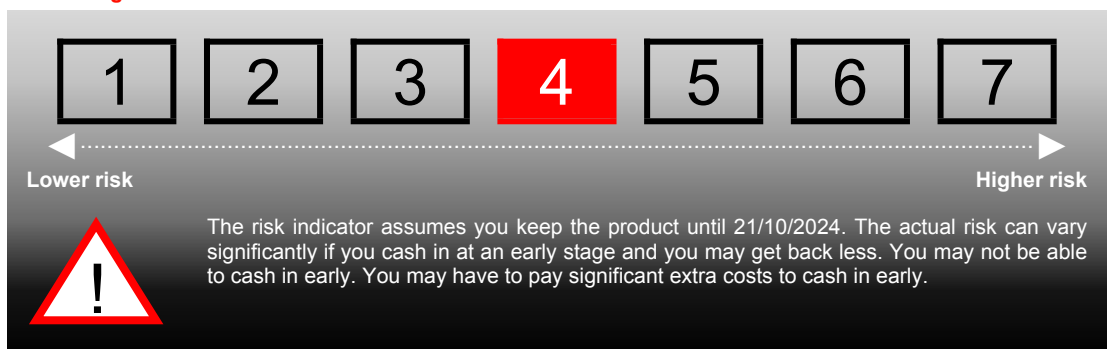 1 2 3 4 5 6 7
Lower risk Higher risk
The risk indicator assumes you keep the product until 21/10/2024. The actual risk can vary
significantly if you cash in at an early stage and you may get back less. You may not be able
to cash in early. You may have to pay significant extra costs to cash in early.
!